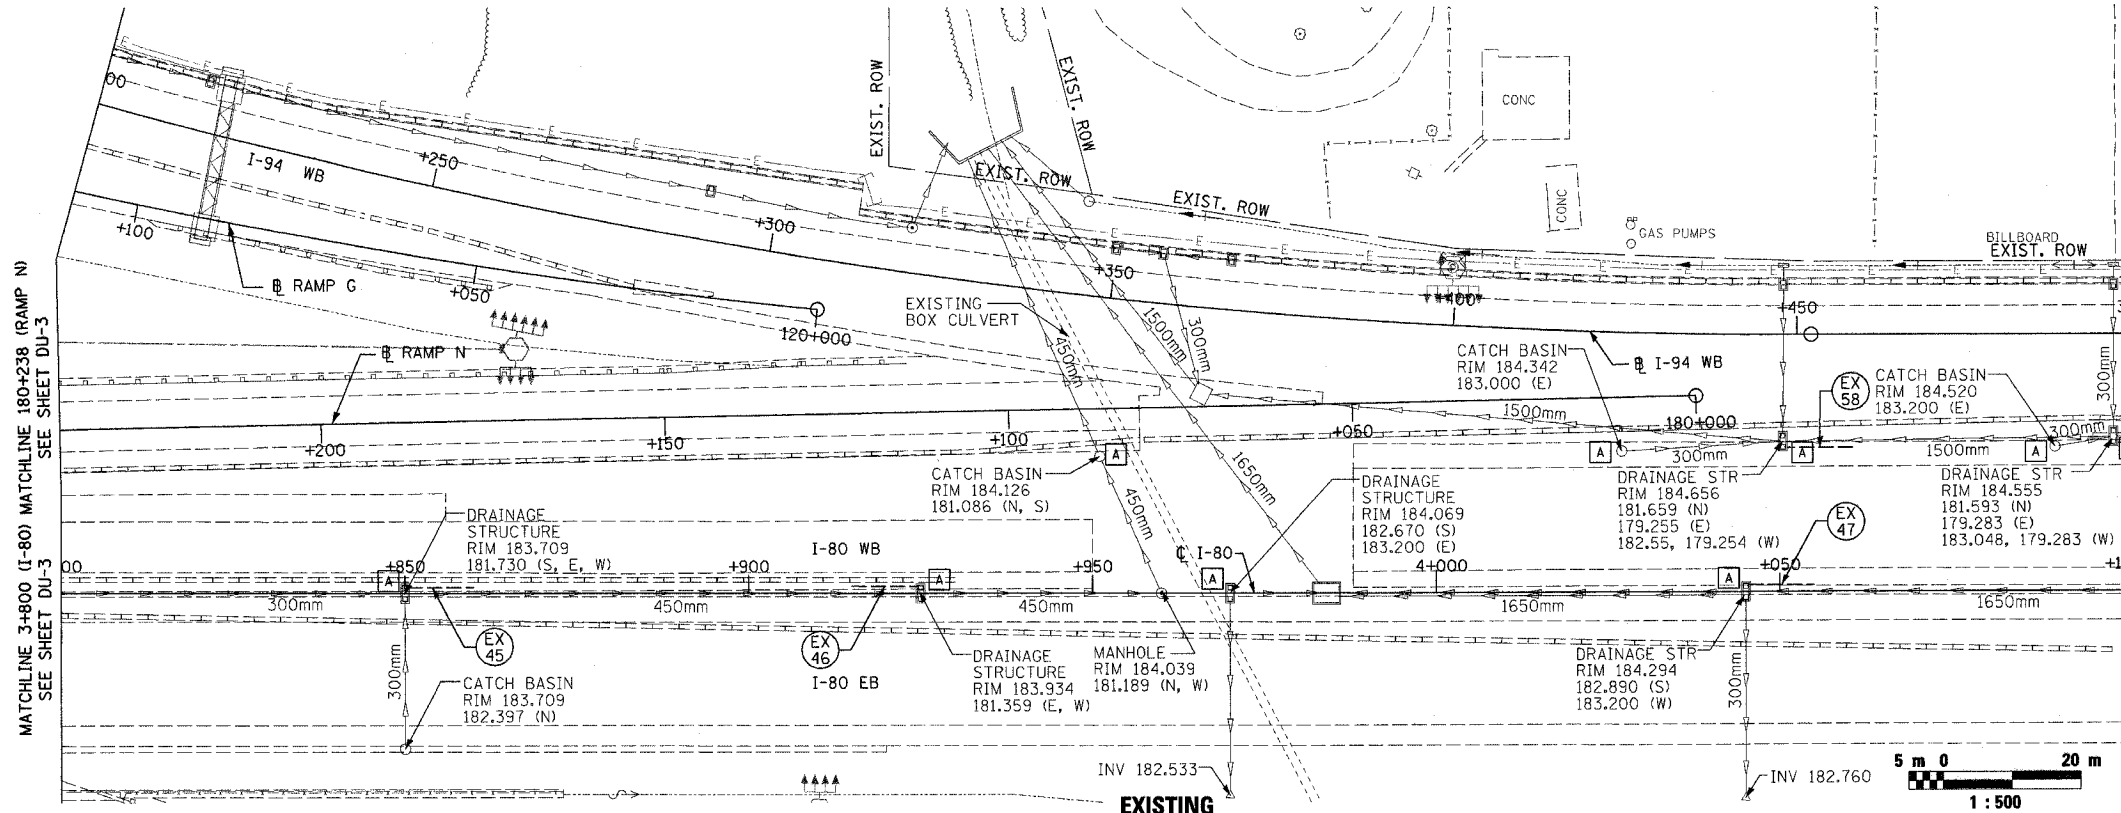 MATCHLINE 3+800 (I-80) MATCHLINE 180+238 (RAMP N)
SEE SHEET DU-3
SEE SHEET DU-3
00
I-94 WB
+250
+100
℄ RAMP G
+050
+300
120+000
℄ RAMP N
+200
+150
+100
+050
180+000
EXIST. ROW
EXIST. ROW
EXIST. ROW
EXIST. ROW
+350
+400
+450
CONC
CONC
GAS PUMPS
BILLBOARD
EXIST. ROW
EXISTING
BOX CULVERT
450mm
1500mm
300mm
CATCH BASIN
RIM 184.342
183.000 (E)
℄ I-94 WB
EX
58
CATCH BASIN
RIM 184.520
183.200 (E)
300mm
1500mm
300mm
1500mm
300mm
A
A
A
A
CATCH BASIN
RIM 184.126
181.086 (N, S)
450mm
1650mm
DRAINAGE
STRUCTURE
RIM 184.069
182.670 (S)
183.200 (E)
DRAINAGE STR
RIM 184.656
181.659 (N)
179.255 (E)
182.55, 179.254 (W)
DRAINAGE STR
RIM 184.555
181.593 (N)
179.283 (E)
183.048, 179.283 (W)
EX
47
DRAINAGE
STRUCTURE
RIM 183.709
181.730 (S, E, W)
I-80 WB
℄ I-80
00
+850
+900
+950
4+000
+050
+1
A
A
A
A
300mm
450mm
450mm
1650mm
1650mm
EX
45
EX
46
I-80 EB
300mm
CATCH BASIN
RIM 183.709
182.397 (N)
DRAINAGE
STRUCTURE
RIM 183.934
181.359 (E, W)
MANHOLE
RIM 184.039
181.189 (N, W)
DRAINAGE STR
RIM 184.294
182.890 (S)
183.200 (W)
300mm
INV 182.533
INV 182.760
EXISTING
5 m 0 20 m
1 : 500